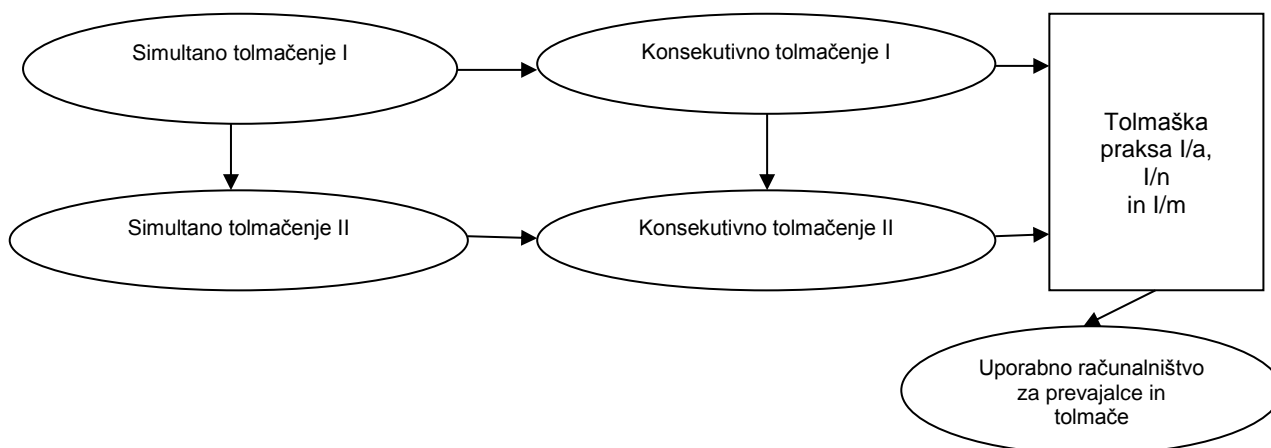 Simultano tolmačenje I
Konsekutivno tolmačenje I
Tolmaška
praksa I/a,
I/n
in I/m
Simultano tolmačenje II
Konsekutivno tolmačenje II
Uporabno računalništvo
za prevajalce in
tolmače